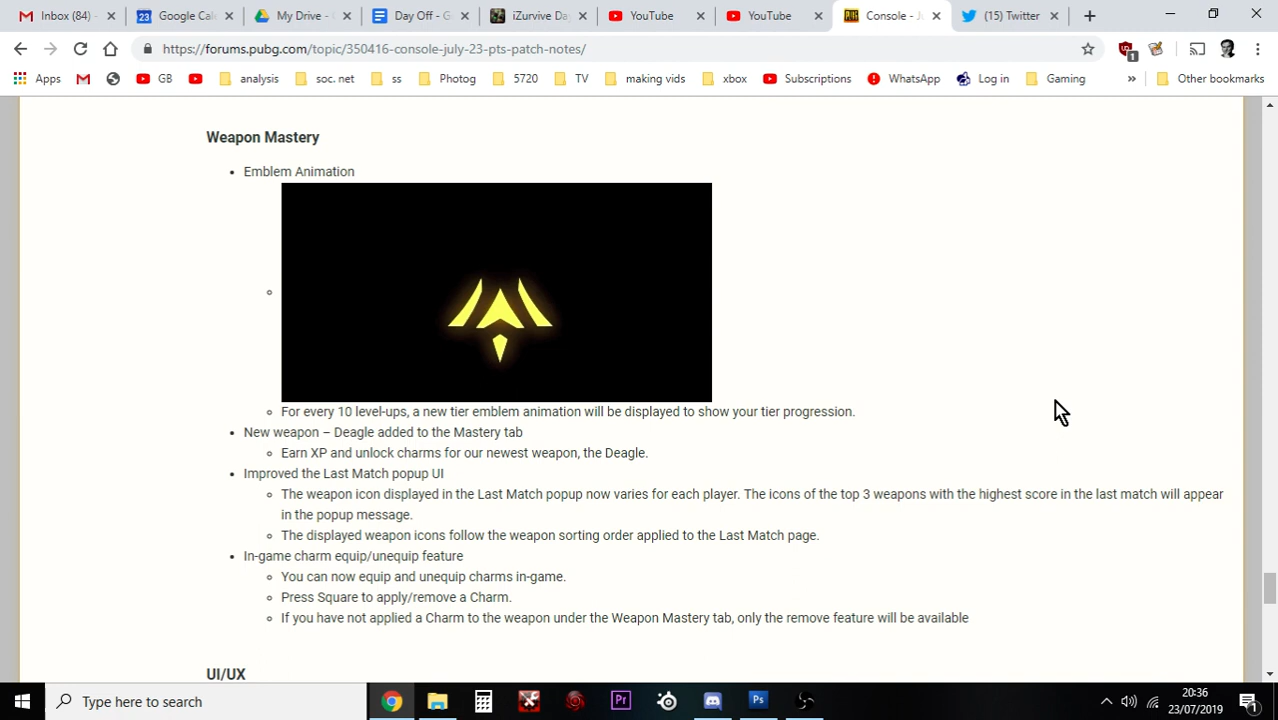 Inbox (84)
Google Cal
My Drive - G
Day Off - G
iZurvive Day
YouTube
YouTube
Console - Ju
(15) Twitter
https://forums.pubg.com/topic/350416-console-july-23-pts-patch-notes/
Apps
GB
analysis
soc. net
ss
Photog
5720
TV
making vids
xbox
Subscriptions
WhatsApp
Log in
Gaming
»
Other bookmarks
Weapon Mastery
• Emblem Animation
For every 10 level-ups, a new tier emblem animation will be displayed to show your tier progression.
• New weapon – Deagle added to the Mastery tab
Earn XP and unlock charms for our newest weapon, the Deagle.
• Improved the Last Match popup UI
The weapon icon displayed in the Last Match popup now varies for each player. The icons of the top 3 weapons with the highest score in the last match will appear
in the popup message.
The displayed weapon icons follow the weapon sorting order applied to the Last Match page.
• In-game charm equip/unequip feature
You can now equip and unequip charms in-game.
Press Square to apply/remove a Charm.
If you have not applied a Charm to the weapon under the Weapon Mastery tab, only the remove feature will be available
UI/UX
Type here to search
Pr
Ps
20:36
23/07/2019
1